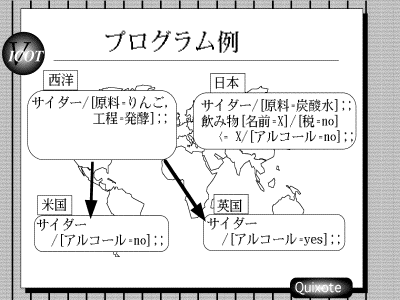 ICOT
プログラム例
西洋
サイダー/[原料=りんご,
工程=発酵];;
日本
サイダー/[原料=炭酸水];;
飲み物[名前=X]/[税=no]
<= X/[アルコール=no];;
米国
サイダー
/[アルコール=no];;
英国
サイダー
/[アルコール=yes];;
Quixote